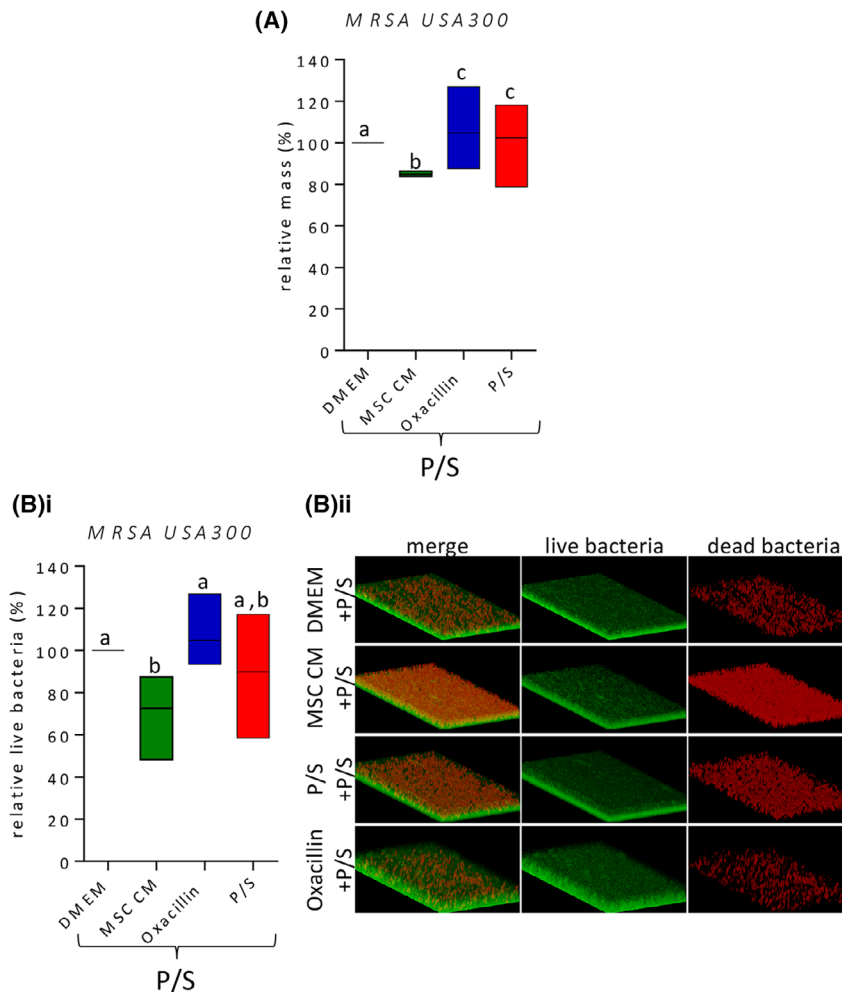 (A)
MRSA USA300
relative mass (%)
140
120
100
80
60
40
20
0
a
b
c
c
DMEM
MSC CM
Oxacillin
P/S
P/S
(B)i
MRSA USA300
relative live bacteria (%)
140
120
100
80
60
40
20
0
a
b
a
a,b
DMEM
MSC CM
Oxacillin
P/S
P/S
(B)ii
merge live bacteria dead bacteria
DMEM
+P/S
MSC CM
+P/S
P/S
+P/S
Oxacillin
+P/S